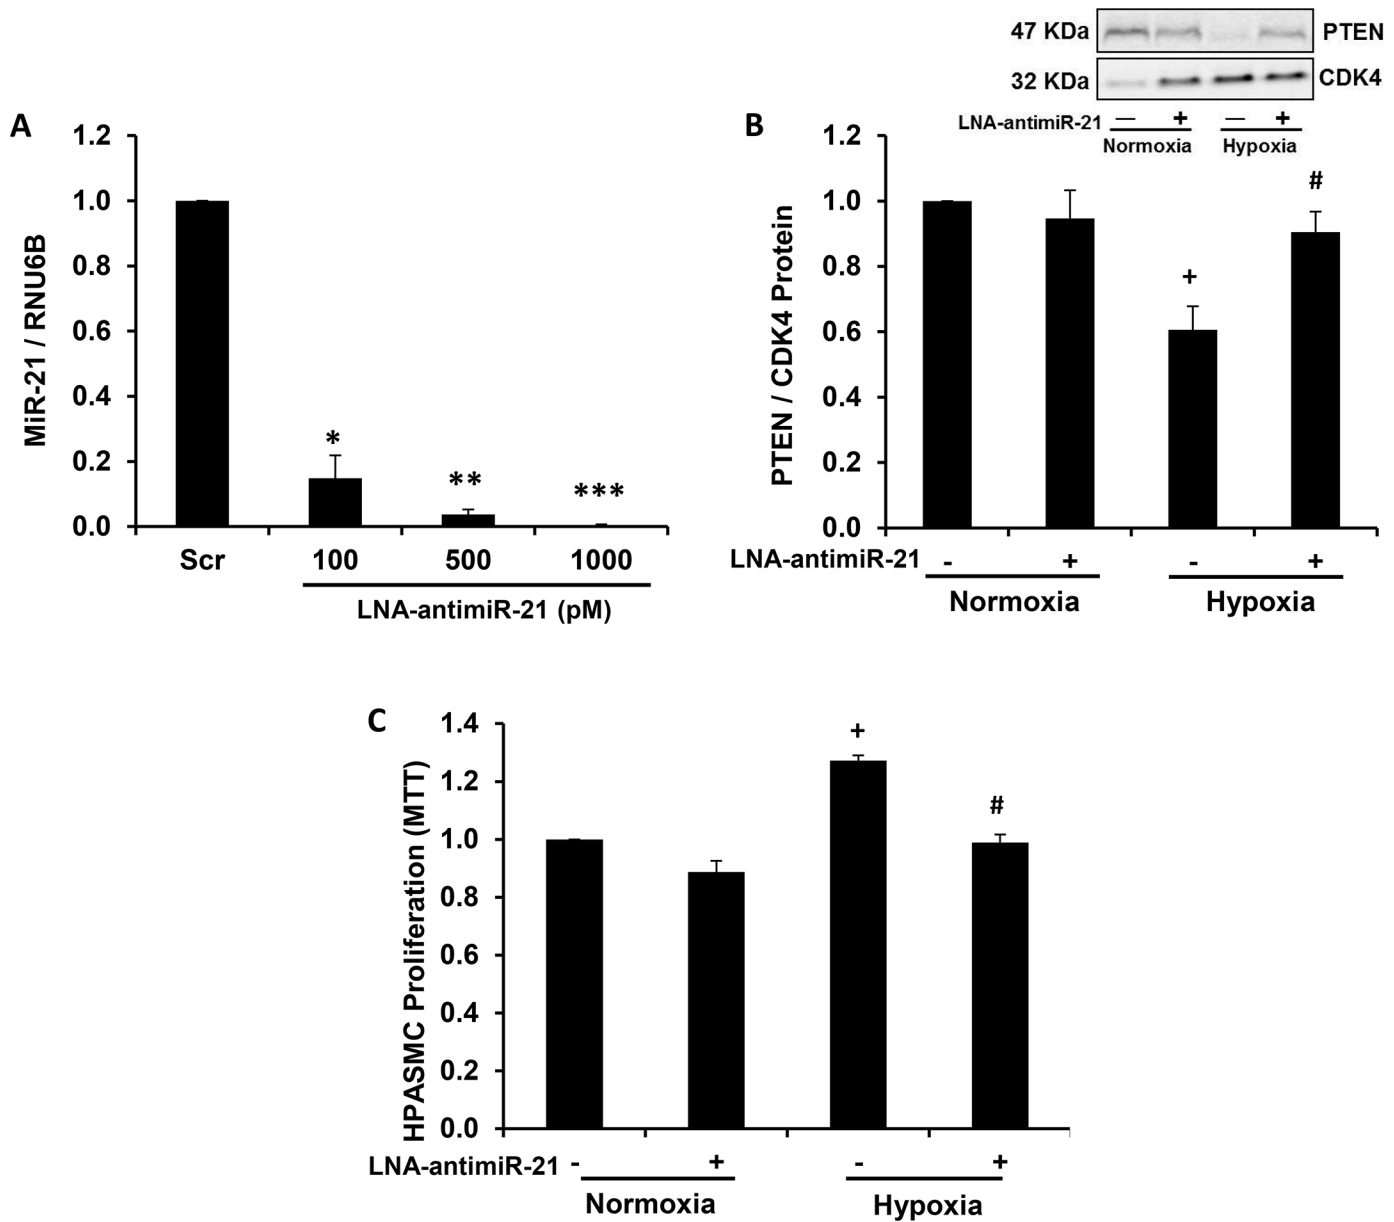 47 KDa PTEN
32 KDa CDK4
LNA-antimiR-21 — + — +
Normoxia Hypoxia
A
MiR-21 / RNU6B
1.2
1.0
0.8
0.6
0.4
0.2
0.0
*
**
***
Scr 100 500 1000
LNA-antimiR-21 (pM)
B
PTEN / CDK4 Protein
1.2
1.0
0.8
0.6
0.4
0.2
0.0
+
#
LNA-antimiR-21 - + - +
Normoxia Hypoxia
C
HPASMC Proliferation (MTT)
1.4
1.2
1.0
0.8
0.6
0.4
0.2
0.0
+
#
LNA-antimiR-21 - + - +
Normoxia Hypoxia